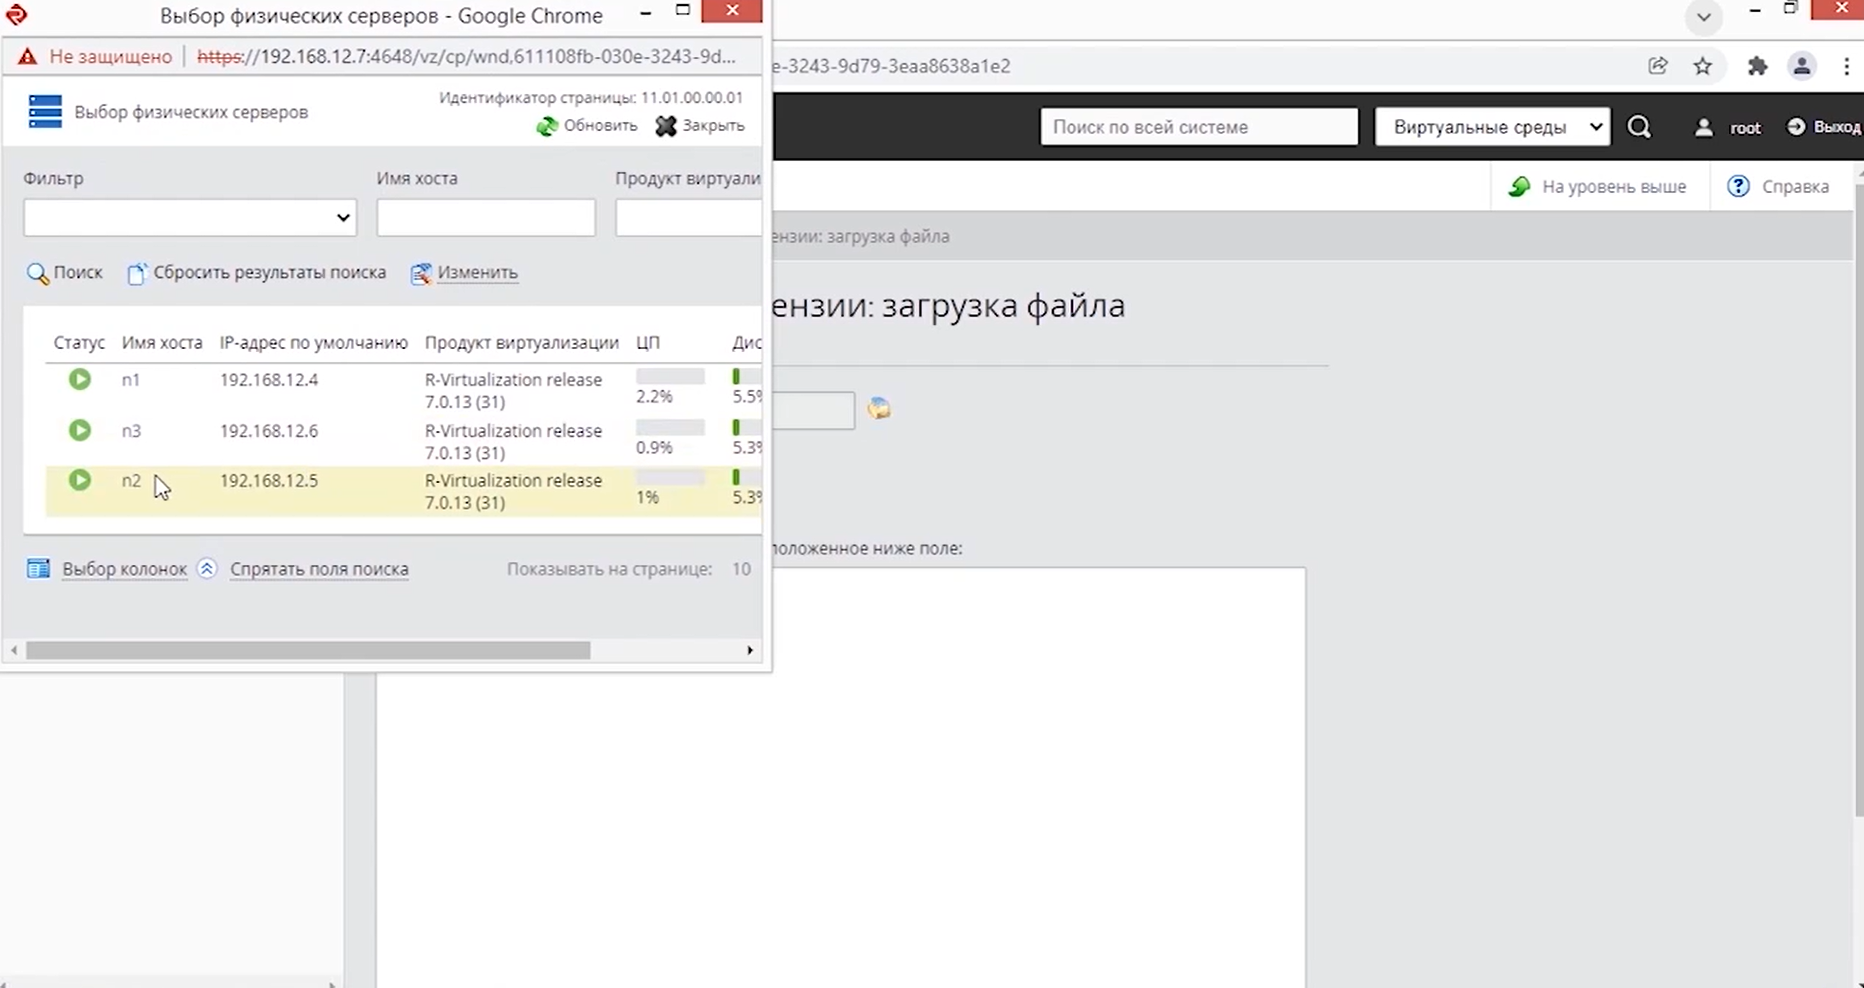 Выбор физических серверов - Google Chrome
Не защищено https://192.168.12.7:4648/vz/cp/wnd,611108fb-030e-3243-9d...
Выбор физических серверов
Идентификатор страницы: 11.01.00.00.01
Обновить Закрыть
Фильтр Имя хоста Продукт виртуали
Поиск Сбросить результаты поиска Изменить
Статус Имя хоста IP-адрес по умолчанию Продукт виртуализации ЦП Дис
n1 192.168.12.4 R-Virtualization release
7.0.13 (31) 2.2% 5.5%
n3 192.168.12.6 R-Virtualization release
7.0.13 (31) 0.9% 5.3%
n2 192.168.12.5 R-Virtualization release
7.0.13 (31) 1% 5.3%
Выбор колонок Спрятать поля поиска Показывать на странице: 10
e-3243-9d79-3eaa8638a1e2
Поиск по всей системе Виртуальные среды root Выход
На уровень выше Справка
ензии: загрузка файла
ензии: загрузка файла
положенное ниже поле: